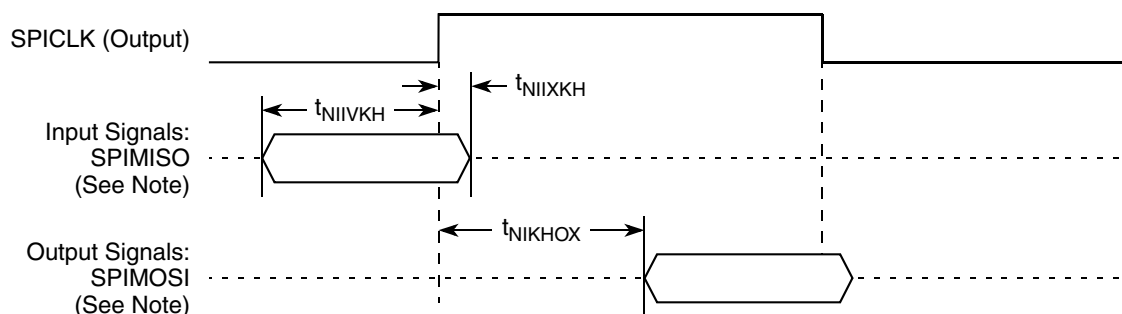 SPICLK (Output)
tNIIXKH
tNIIVKH
Input Signals:
SPIMISO
(See Note)
tNIKHOX
Output Signals:
SPIMOSI
(See Note)